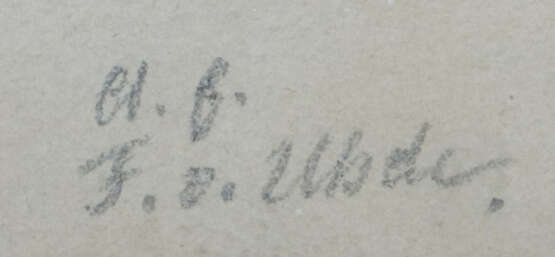 a. f.
F. v. Uhde.